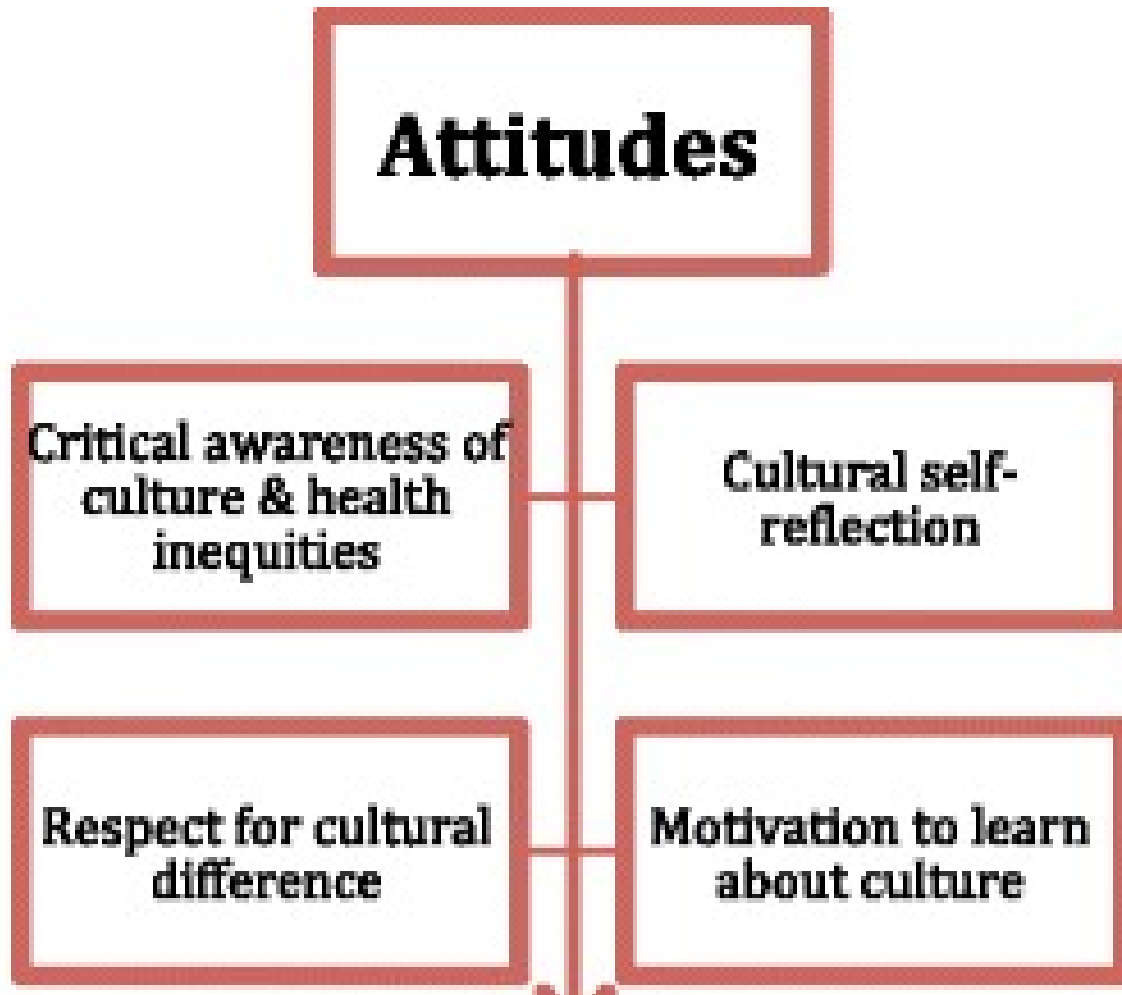 Attitudes
Critical awareness of
culture & health
inequities
Cultural self-
reflection
Respect for cultural
difference
Motivation to learn
about culture